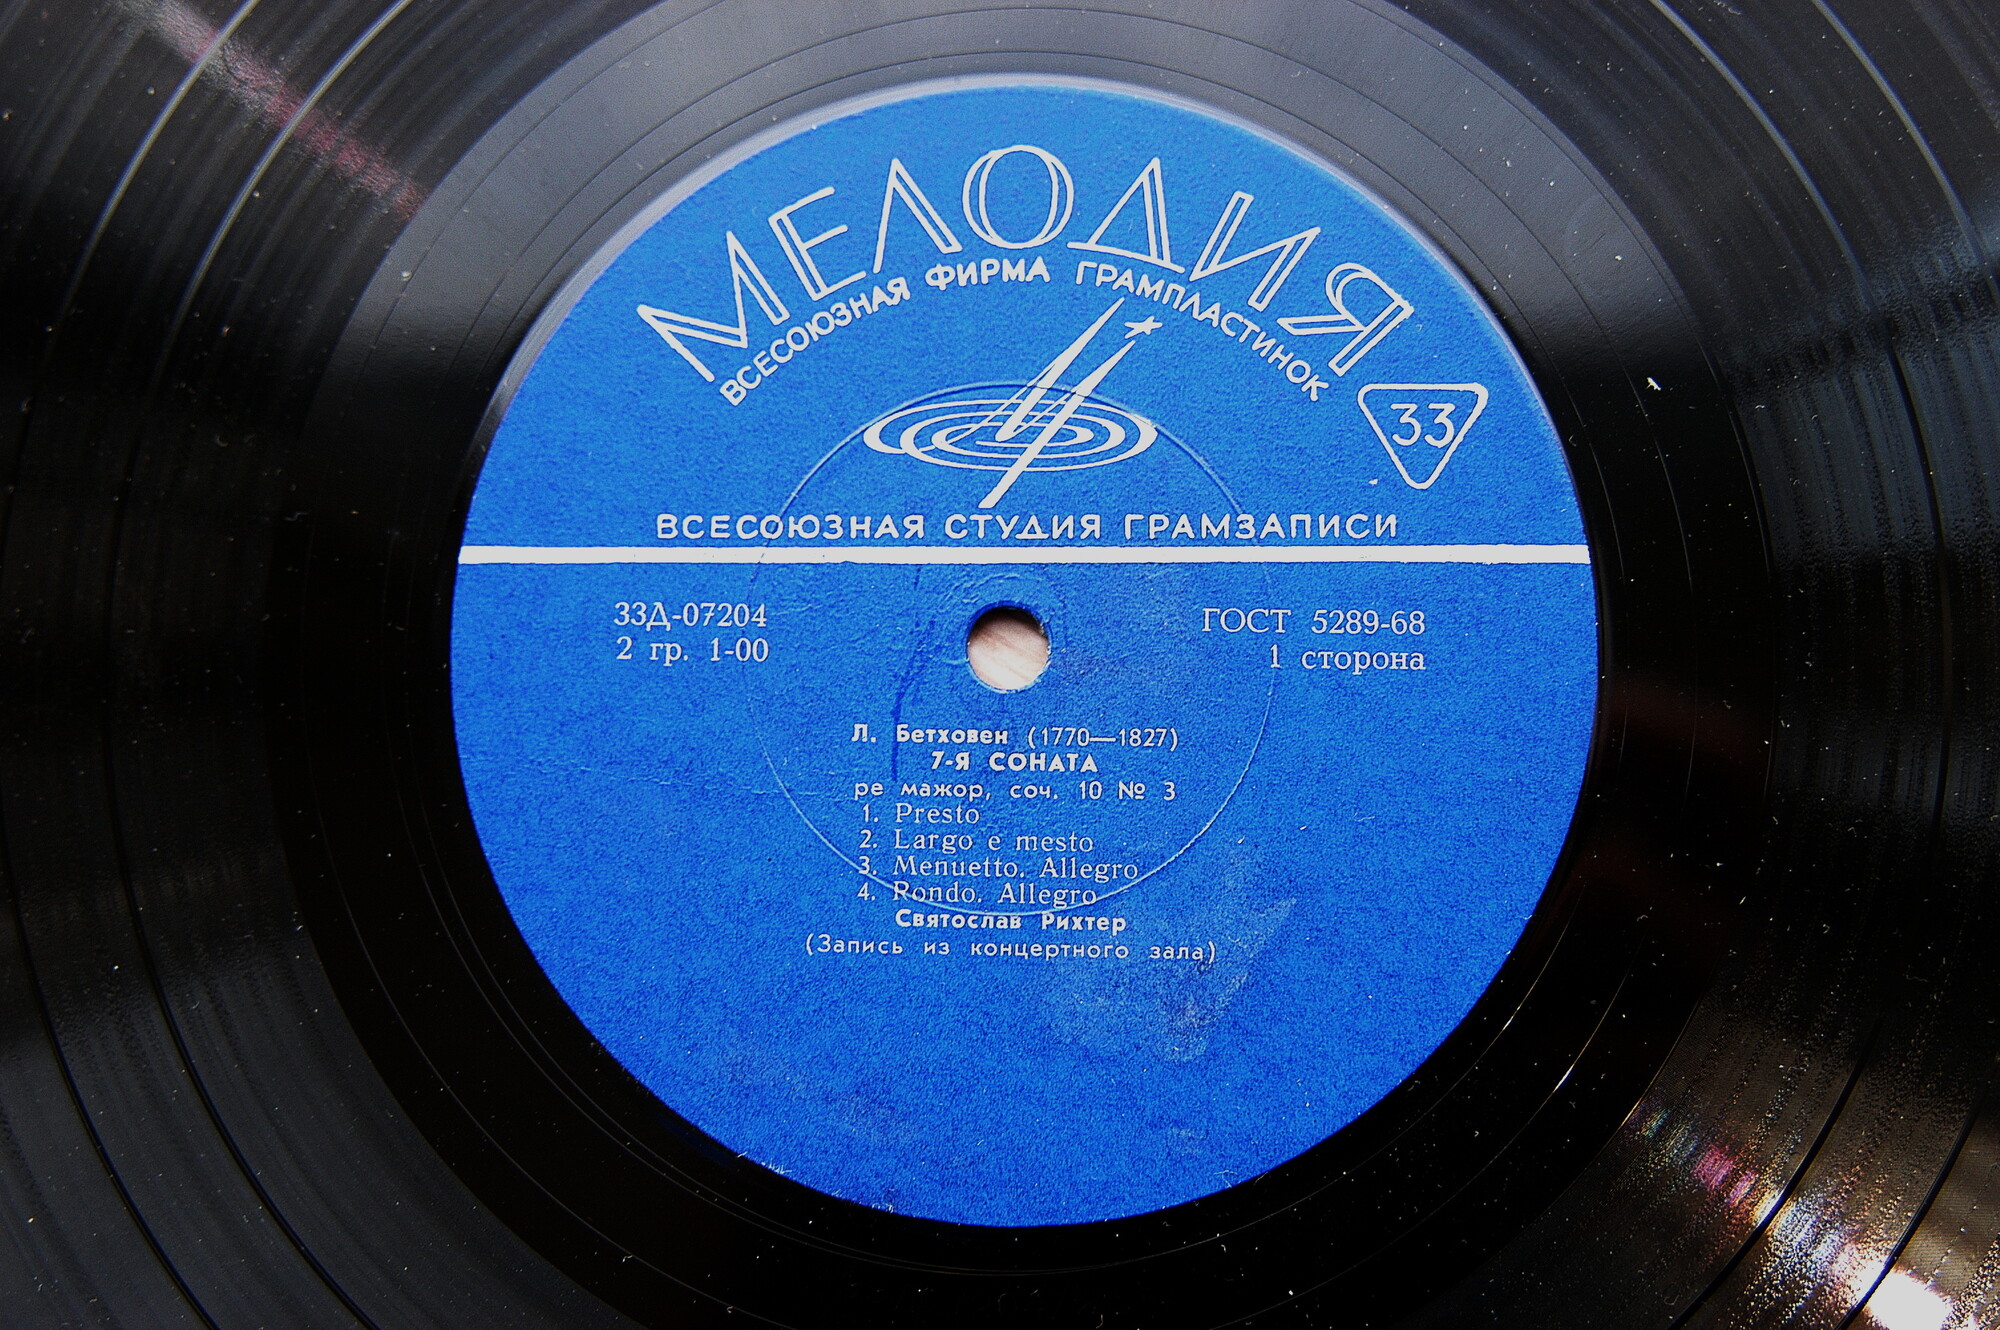 МЕЛОДИЯ
ВСЕСОЮЗНАЯ ФИРМА ГРАМПЛАСТИНОК
33
ВСЕСОЮЗНАЯ СТУДИЯ ГРАМЗАПИСИ
33Д-07204
2 гр. 1-00
ГОСТ 5289-68
1 сторона
Л. Бетховен (1770—1827)
7-Я СОНАТА
ре мажор, соч. 10 № 3
1. Presto
2. Largo e mesto
3. Menuetto. Allegro
4. Rondo. Allegro
Святослав Рихтер
(Запись из концертного зала)